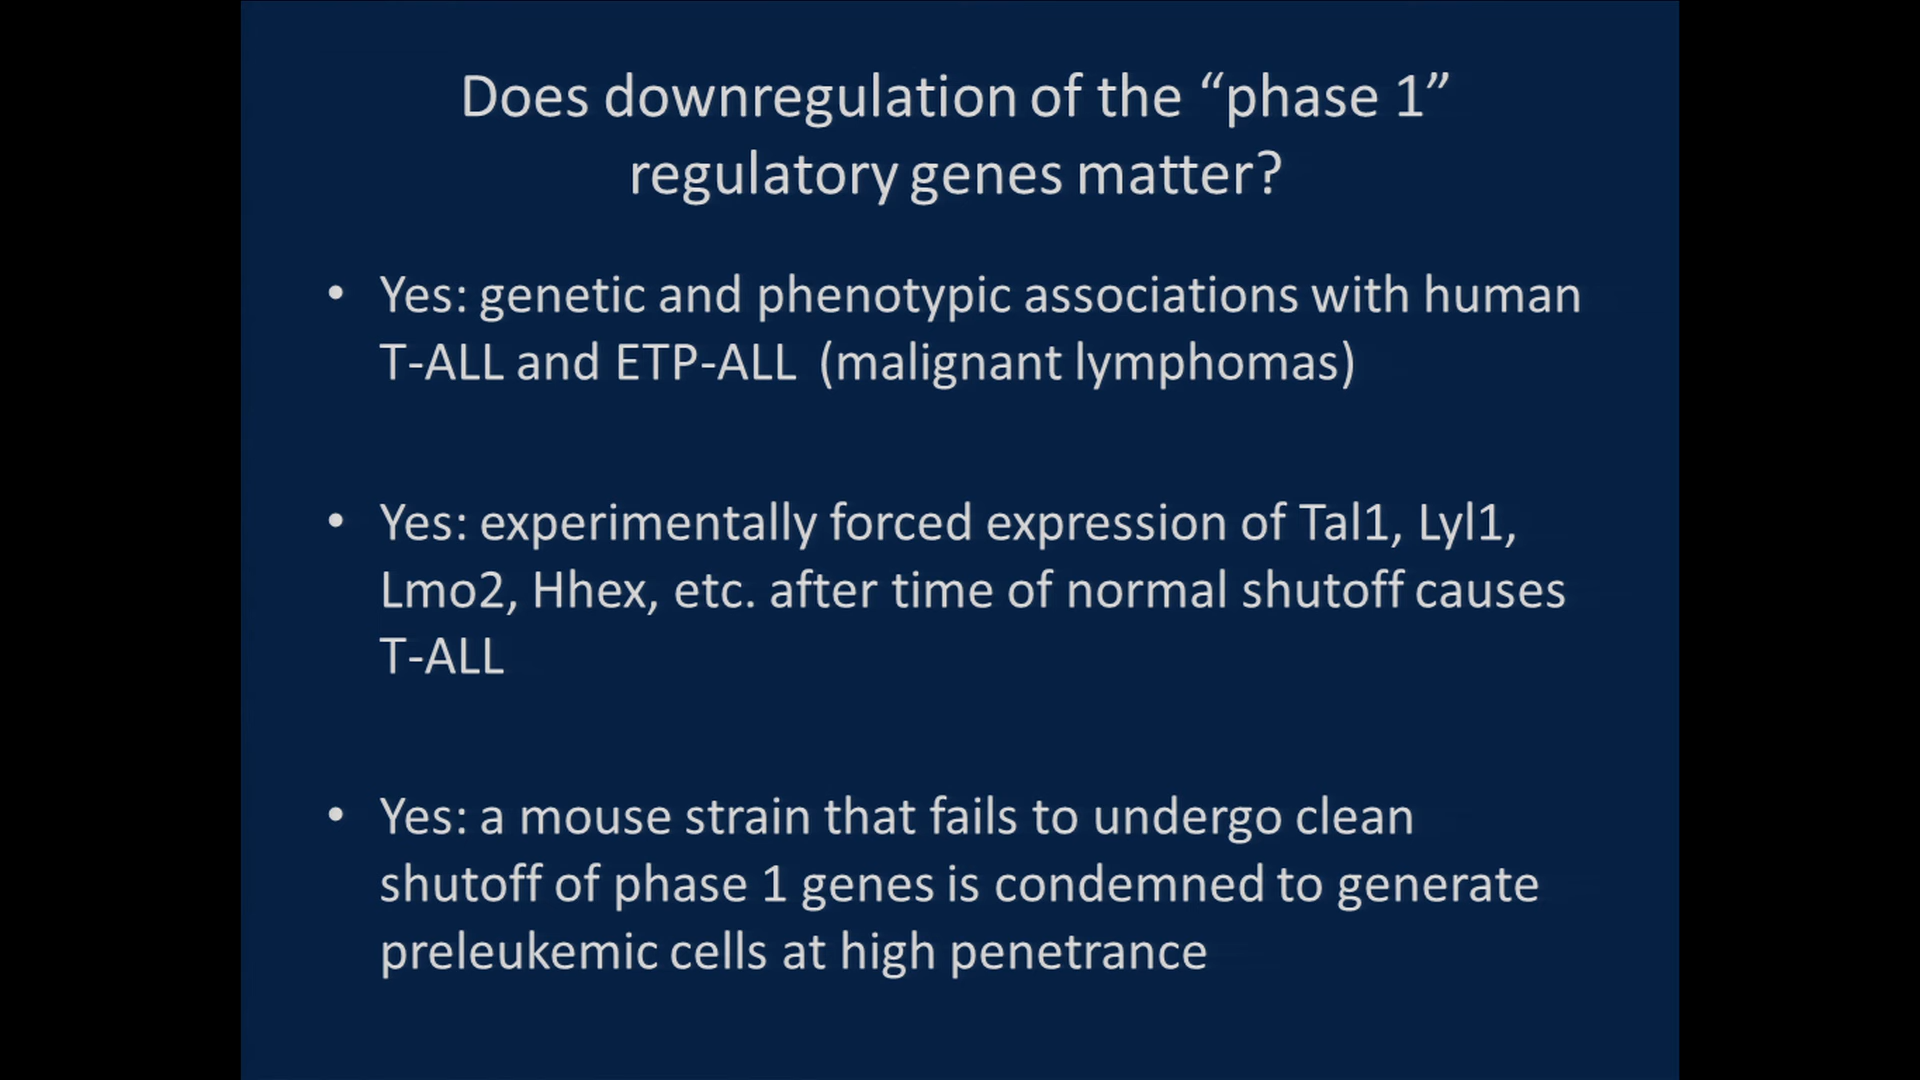 Does downregulation of the “phase 1”
regulatory genes matter?
• Yes: genetic and phenotypic associations with human
T-ALL and ETP-ALL (malignant lymphomas)
• Yes: experimentally forced expression of Tal1, Lyl1,
Lmo2, Hhex, etc. after time of normal shutoff causes
T-ALL
• Yes: a mouse strain that fails to undergo clean
shutoff of phase 1 genes is condemned to generate
preleukemic cells at high penetrance